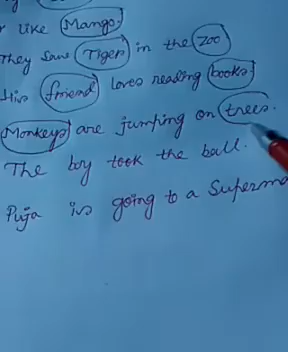 like Mango.
They saw Tiger in the Zoo
His friend loves reading books.
Monkeys are jumping on trees.
The boy took the ball.
Puja is going to a